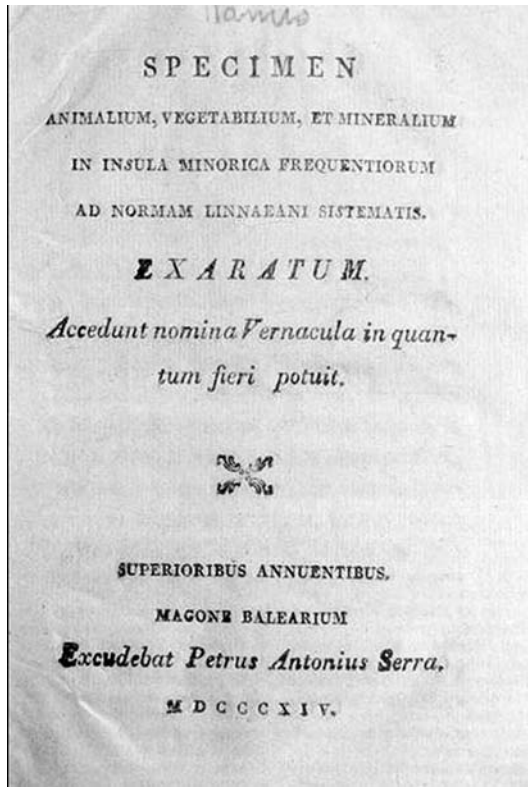 Ramis
SPECIMEN
ANIMALIUM, VEGETABILIUM, ET MINERALIUM
IN INSULA MINORICA FREQUENTIORUM
AD NORMAM LINNAEANI SISTEMATIS.
EXARATUM.
Accedunt nomina Vernacula in quan-
tum fieri potuit.
SUPERIORIBUS ANNUENTIBUS.
MAGONE BALEARIUM
Excudebat Petrus Antonius Serra.
MDCCCXIV.